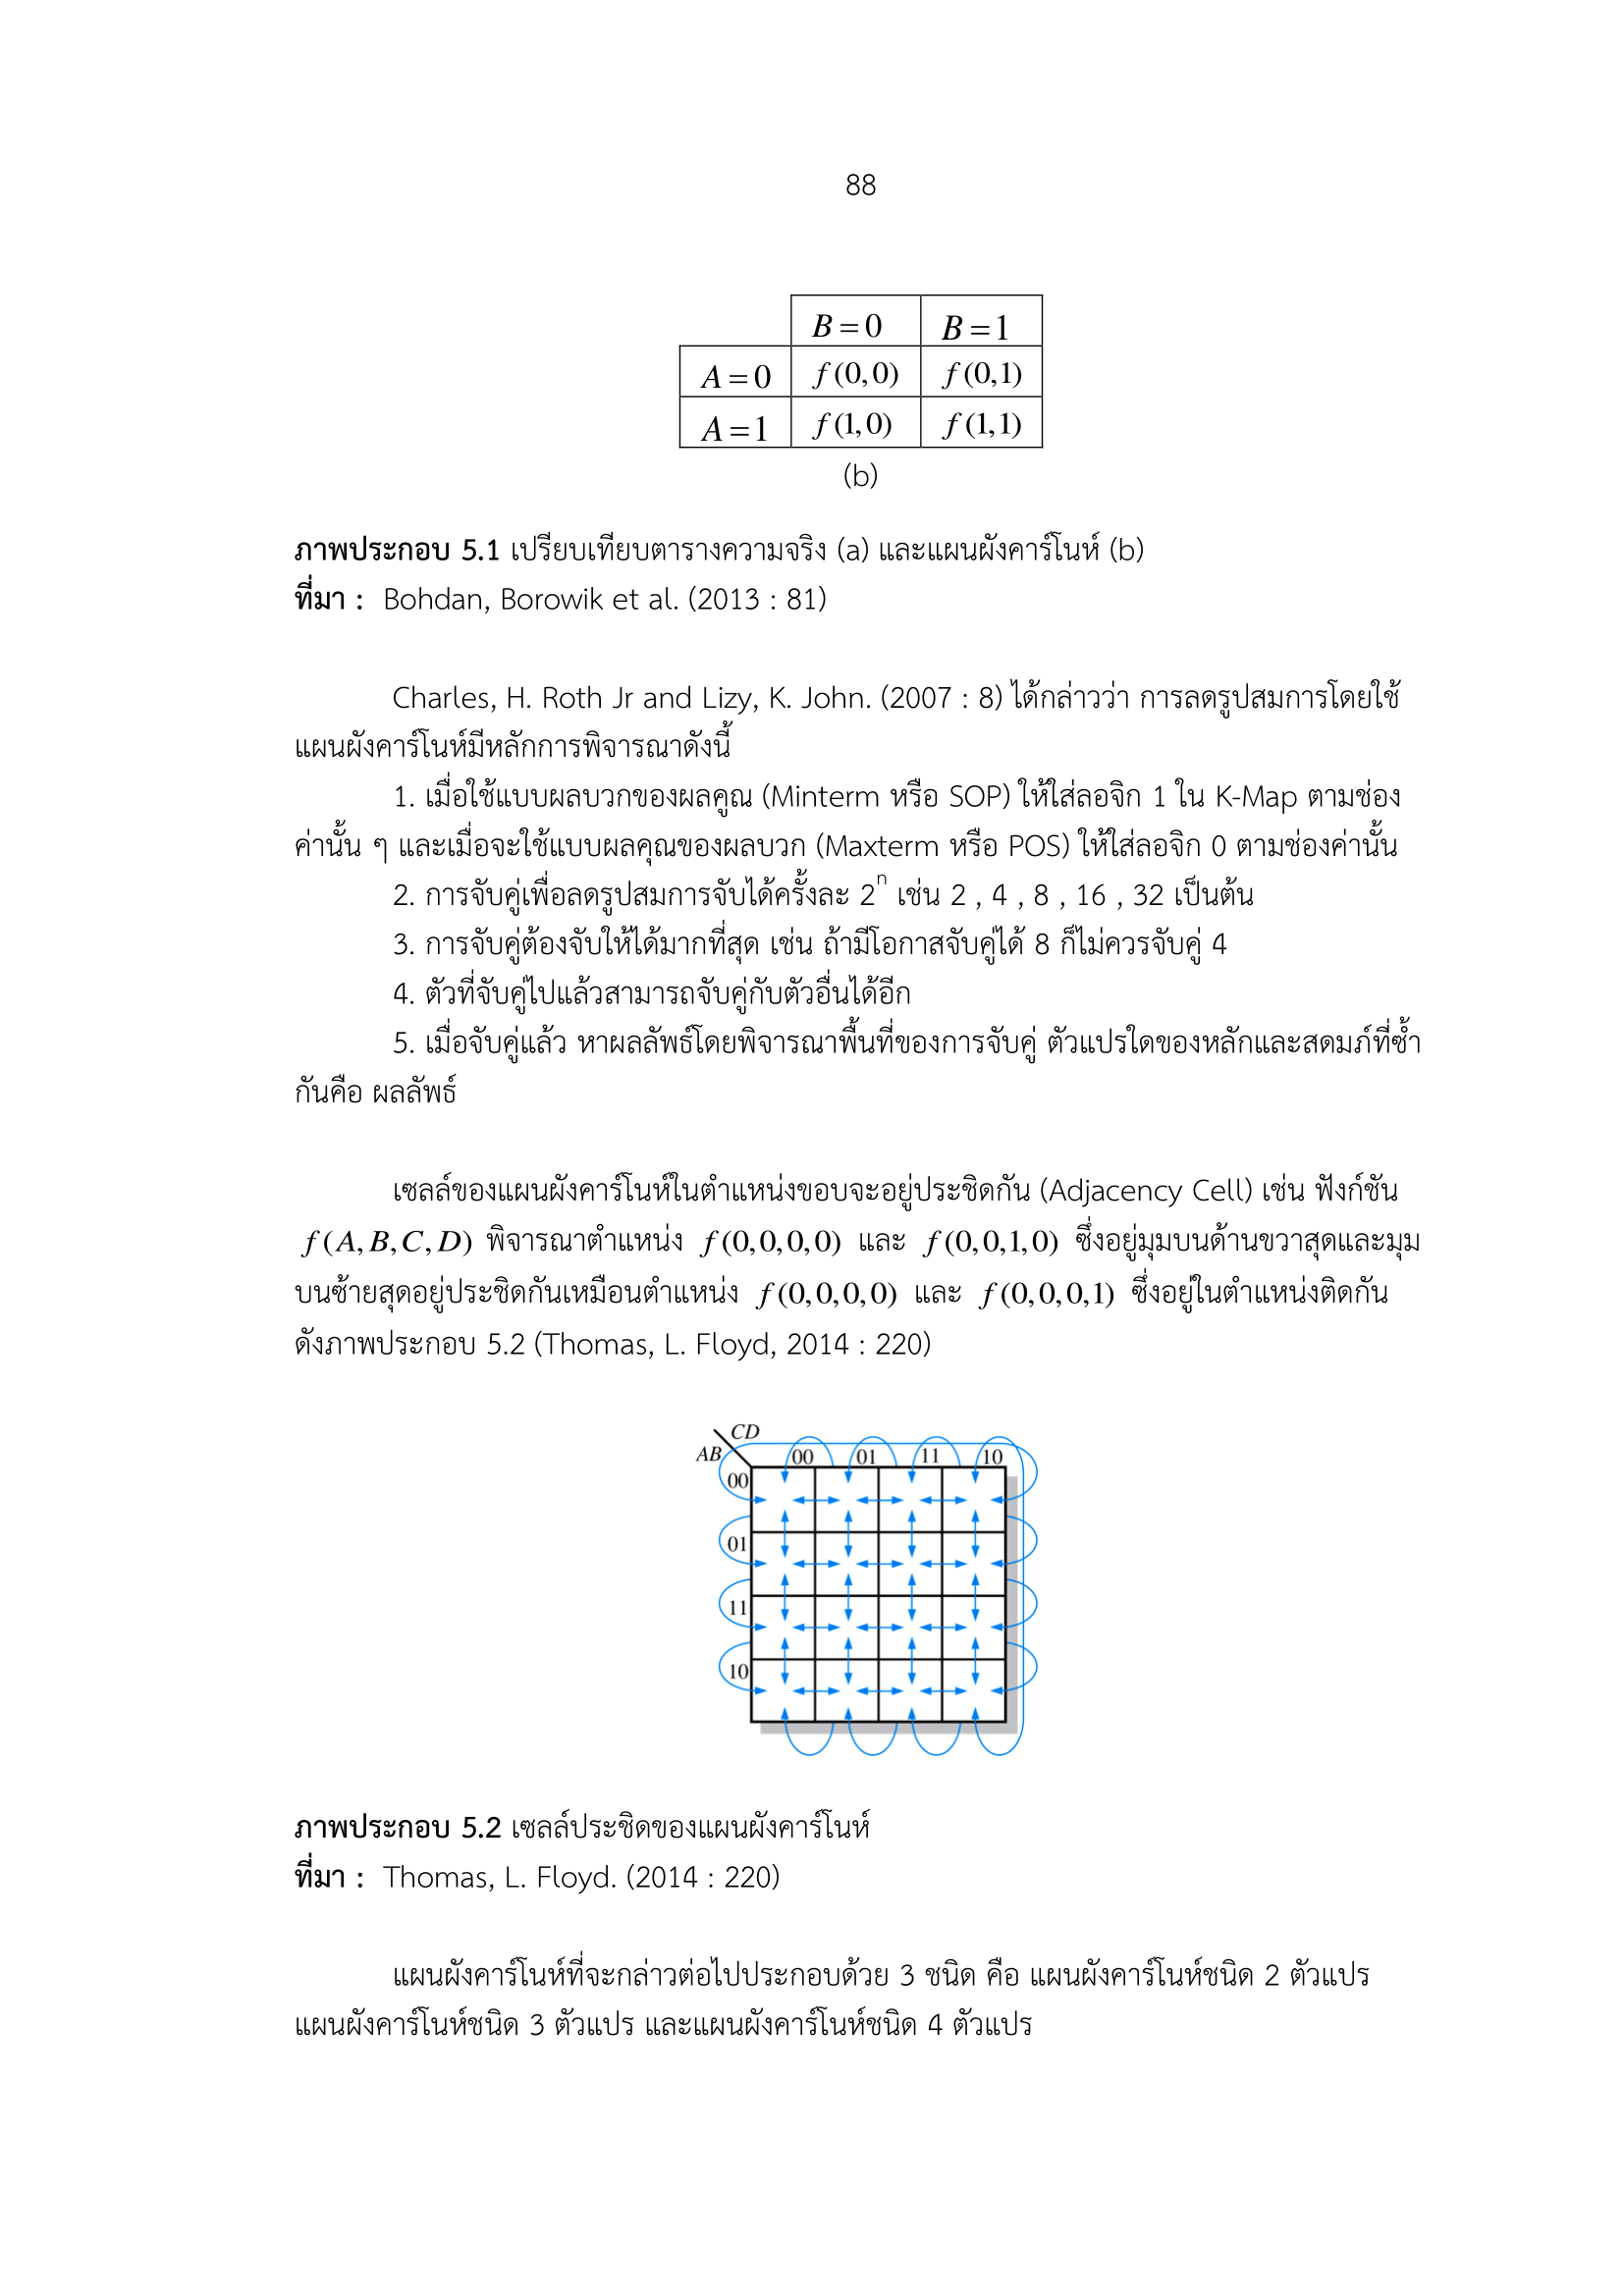 88
B = 0 B = 1
A = 0 f (0, 0) f (0,1)
A = 1 f (1, 0) f (1,1)
(b)
ภาพประกอบ 5.1 เปรียบเทียบตารางความจริง (a) และแผนผังคาร์โนห์ (b)
ที่มา : Bohdan, Borowik et al. (2013 : 81)
Charles, H. Roth Jr and Lizy, K. John. (2007 : 8) ได้กล่าวว่า การลดรูปสมการโดยใช้
แผนผังคาร์โนห์มีหลักการพิจารณาดังนี้
1. เมื่อใช้แบบผลบวกของผลคูณ (Minterm หรือ SOP) ให้ใส่ลอจิก 1 ใน K-Map ตามช่อง
ค่านั้น ๆ และเมื่อจะใช้แบบผลคุณของผลบวก (Maxterm หรือ POS) ให้ใส่ลอจิก 0 ตามช่องค่านั้น
2. การจับคู่เพื่อลดรูปสมการจับได้ครั้งละ 2ⁿ เช่น 2 , 4 , 8 , 16 , 32 เป็นต้น
3. การจับคู่ต้องจับให้ได้มากที่สุด เช่น ถ้ามีโอกาสจับคู่ได้ 8 ก็ไม่ควรจับคู่ 4
4. ตัวที่จับคู่ไปแล้วสามารถจับคู่กับตัวอื่นได้อีก
5. เมื่อจับคู่แล้ว หาผลลัพธ์โดยพิจารณาพื้นที่ของการจับคู่ ตัวแปรใดของหลักและสดมภ์ที่ซ้ำ
กันคือ ผลลัพธ์
เซลล์ของแผนผังคาร์โนห์ในตำแหน่งขอบจะอยู่ประชิดกัน (Adjacency Cell) เช่น ฟังก์ชัน
f (A, B, C, D) พิจารณาตำแหน่ง f (0, 0, 0, 0) และ f (0, 0,1, 0) ซึ่งอยู่มุมบนด้านขวาสุดและมุม
บนซ้ายสุดอยู่ประชิดกันเหมือนตำแหน่ง f (0, 0, 0, 0) และ f (0, 0, 0,1) ซึ่งอยู่ในตำแหน่งติดกัน
ดังภาพประกอบ 5.2 (Thomas, L. Floyd, 2014 : 220)
CD
AB 00 01 11 10
00
01
11
10
ภาพประกอบ 5.2 เซลล์ประชิดของแผนผังคาร์โนห์
ที่มา : Thomas, L. Floyd. (2014 : 220)
แผนผังคาร์โนห์ที่จะกล่าวต่อไปประกอบด้วย 3 ชนิด คือ แผนผังคาร์โนห์ชนิด 2 ตัวแปร
แผนผังคาร์โนห์ชนิด 3 ตัวแปร และแผนผังคาร์โนห์ชนิด 4 ตัวแปร